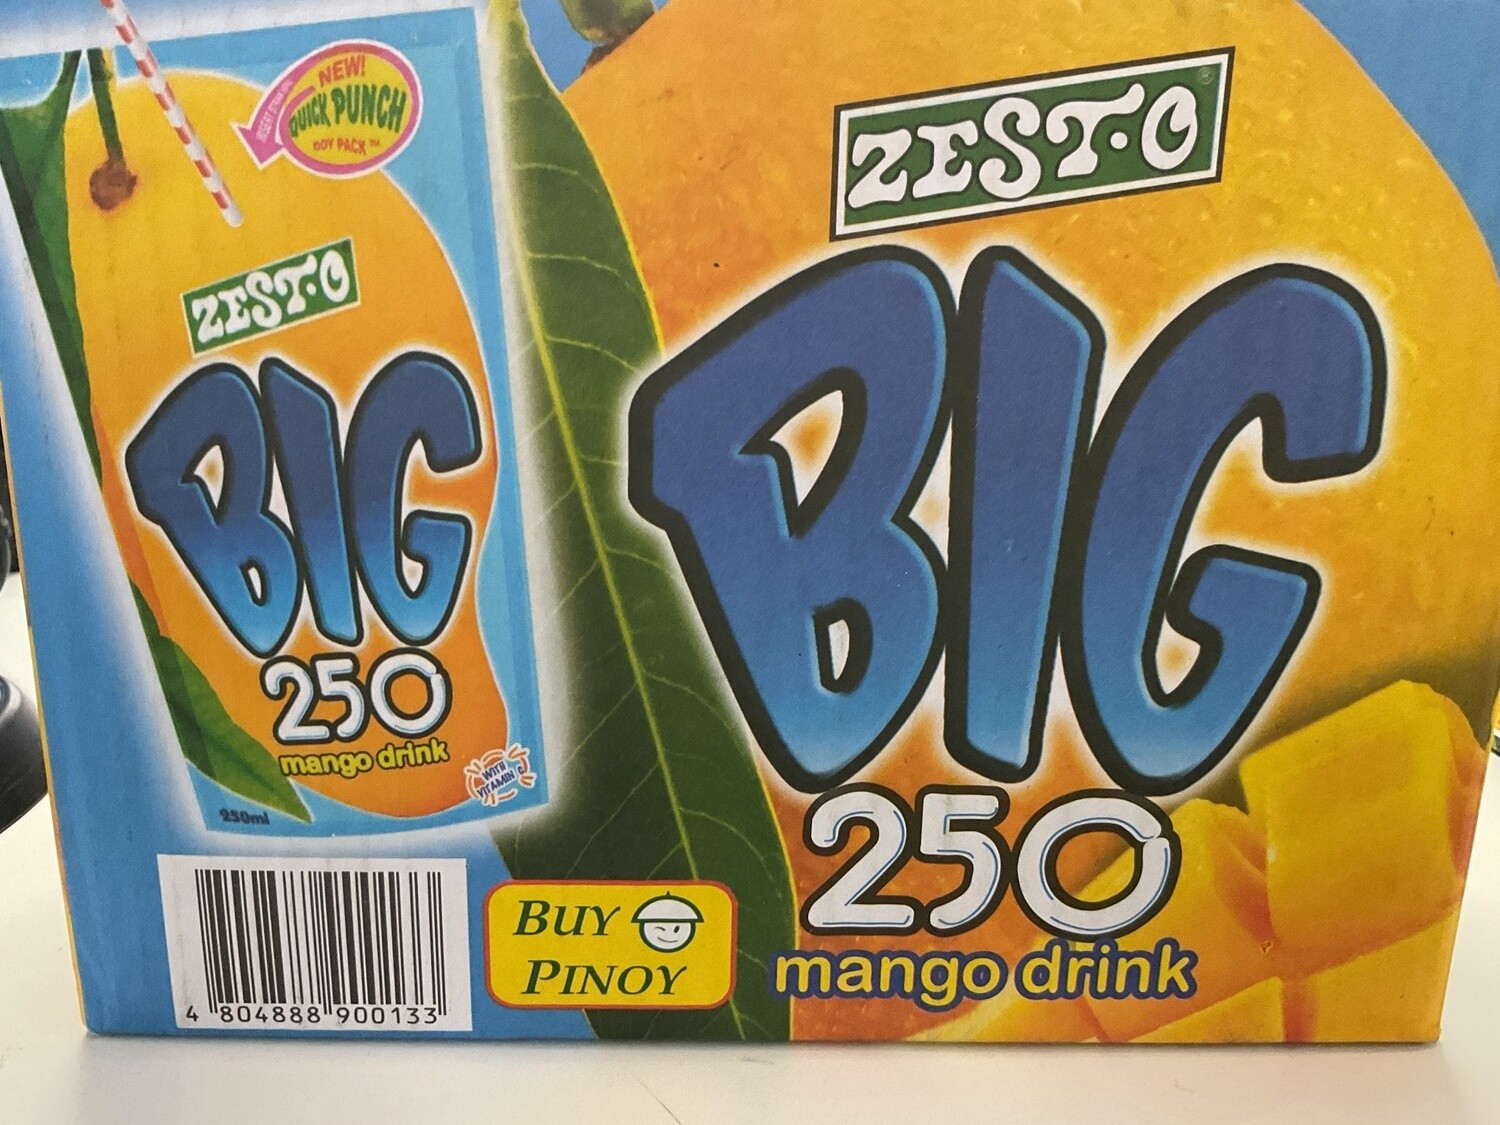 NEW!
QUICK PUNCH
DOY PACK™
ZEST·O
BIG
250
mango drink
WITH
VITAMIN C
250ml
ZEST·O®
BIG
250
mango drink
BUY
PINOY
4 804888 900133